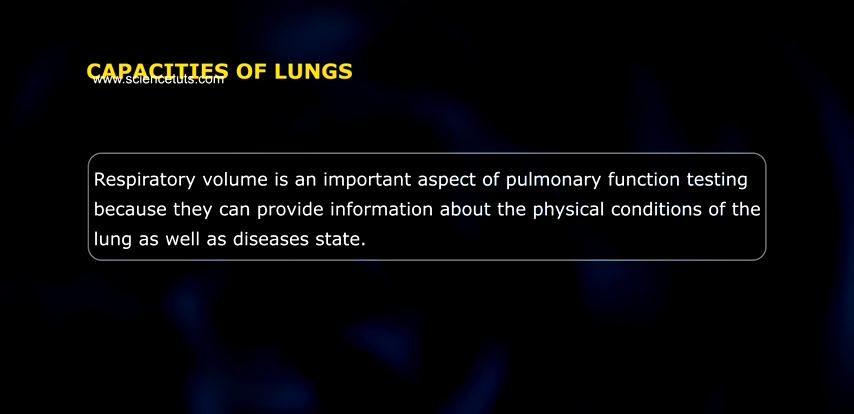 CAPACITIES OF LUNGS
www.sciencetuts.com
Respiratory volume is an important aspect of pulmonary function testing
because they can provide information about the physical conditions of the
lung as well as diseases state.